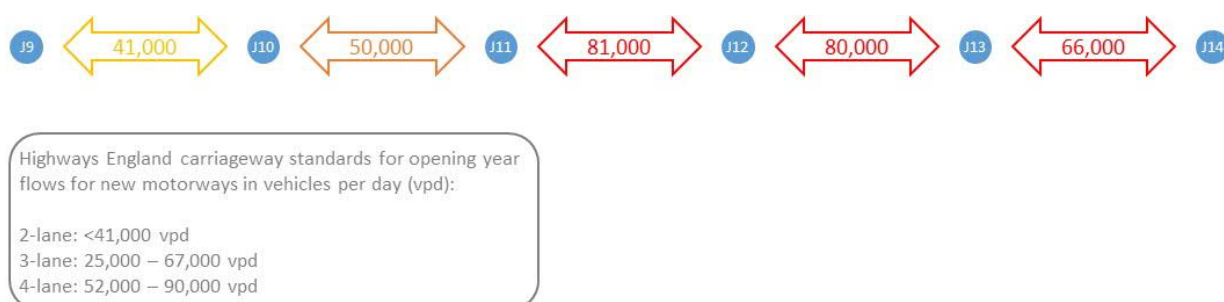 J9 41,000 J10 50,000 J11 81,000 J12 80,000 J13 66,000 J14
Highways England carriageway standards for opening year
flows for new motorways in vehicles per day (vpd):
2-lane: <41,000 vpd
3-lane: 25,000 – 67,000 vpd
4-lane: 52,000 – 90,000 vpd